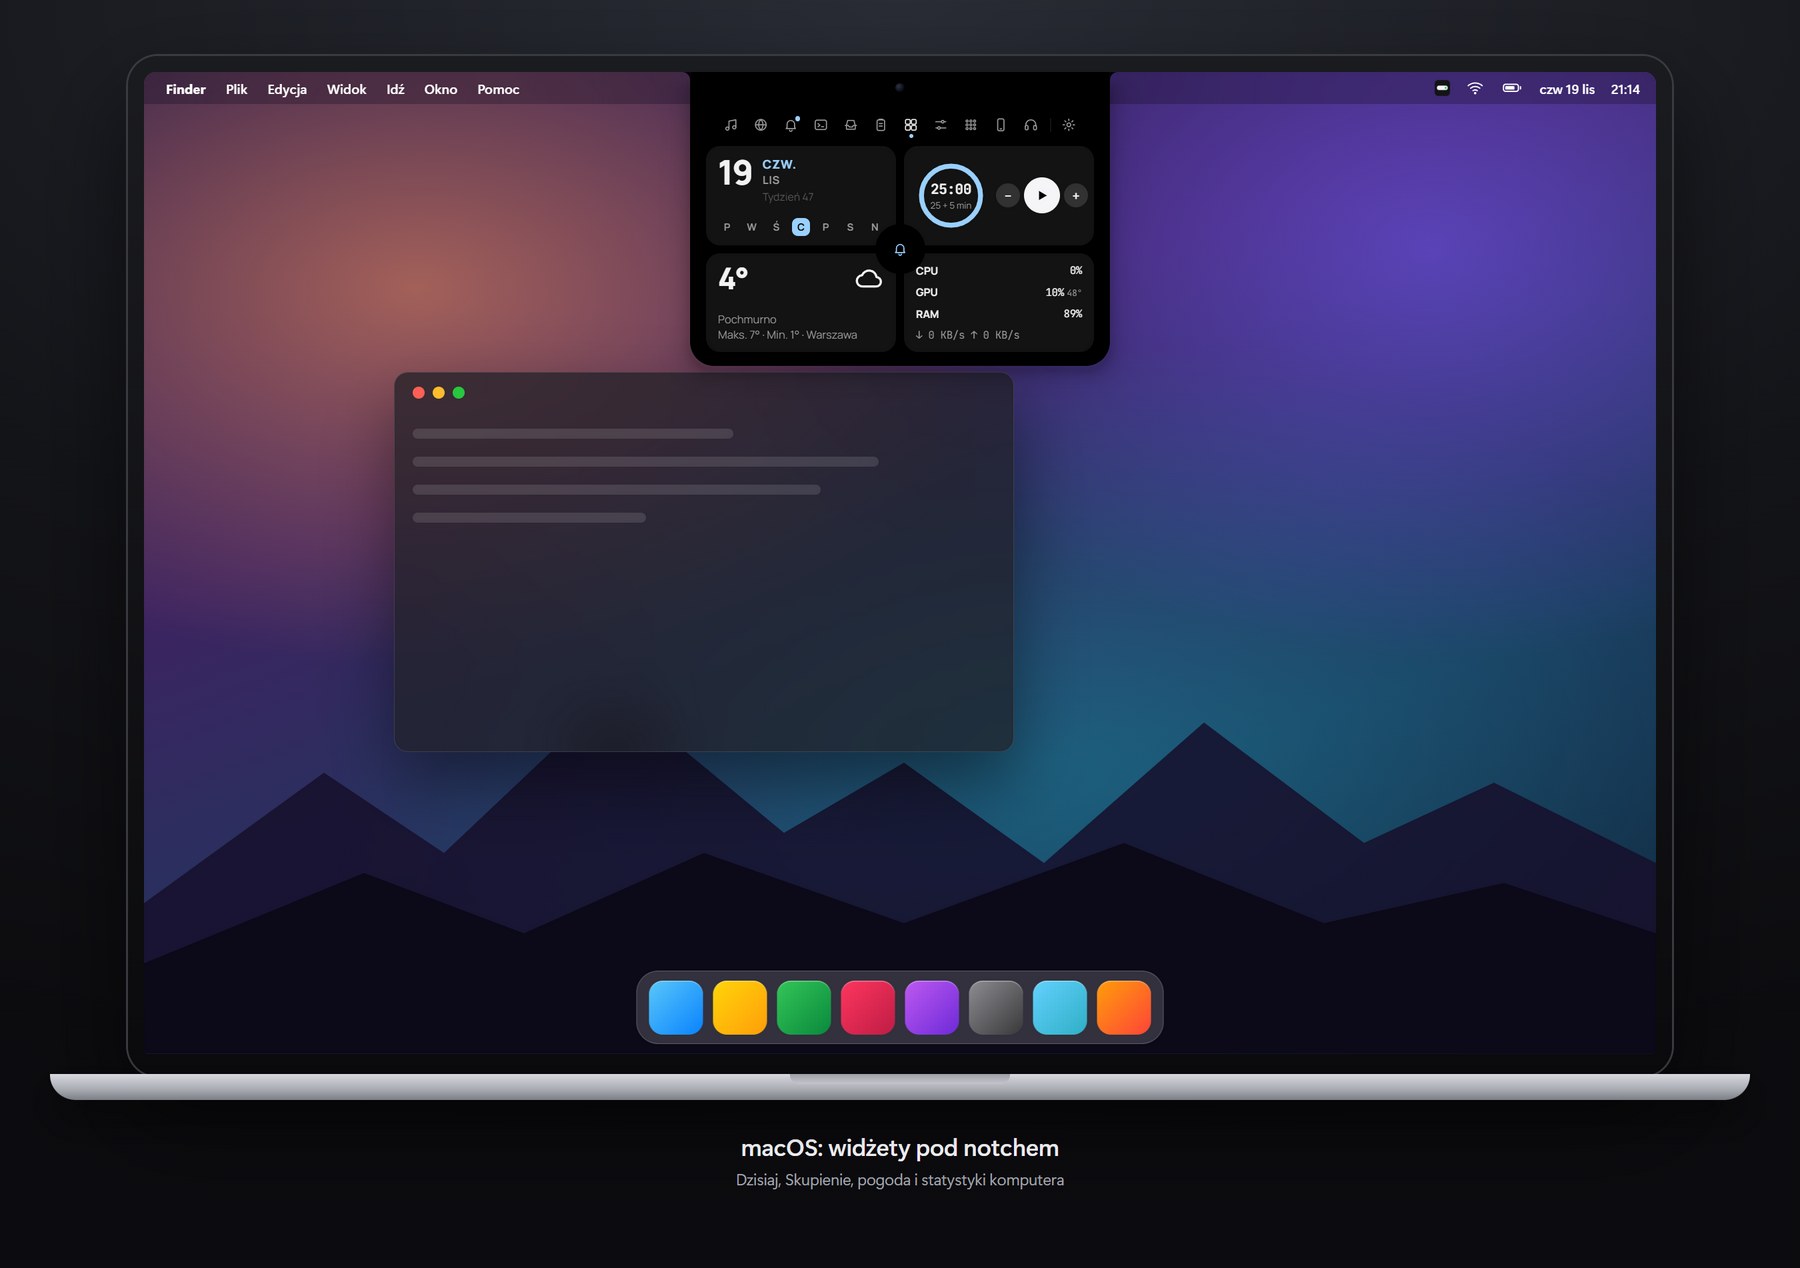 Finder Plik Edycja Widok Idź Okno Pomoc
czw 19 lis 21:14
19 CZW.
LIS
Tydzień 47
P W Ś C P S N
25:00
25 + 5 min
4°
Pochmurno
Maks. 7° · Min. 1° · Warszawa
CPU 0%
GPU 10% 48°
RAM 89%
↓ 0 KB/s ↑ 0 KB/s
macOS: widżety pod notchem
Dzisiaj, Skupienie, pogoda i statystyki komputera